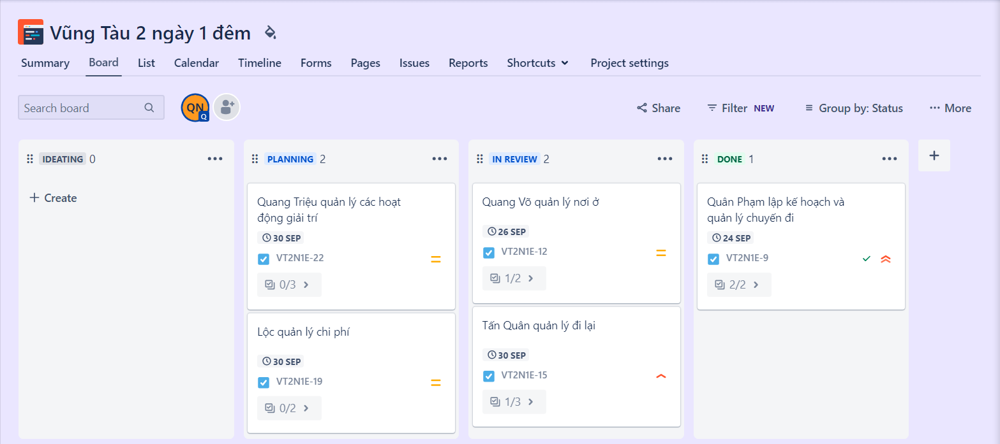 Vũng Tàu 2 ngày 1 đêm
Summary Board List Calendar Timeline Forms Pages Issues Reports Shortcuts Project settings
Search board
QN
Q
Share Filter NEW Group by: Status More
IDEATING 0
Create
PLANNING 2
Quang Triệu quản lý các hoạt
động giải trí
30 SEP
VT2N1E-22
0/3
Lộc quản lý chi phí
30 SEP
VT2N1E-19
0/2
IN REVIEW 2
Quang Võ quản lý nơi ở
26 SEP
VT2N1E-12
1/2
Tấn Quân quản lý đi lại
30 SEP
VT2N1E-15
1/3
DONE 1
Quân Phạm lập kế hoạch và
quản lý chuyến đi
24 SEP
VT2N1E-9
2/2